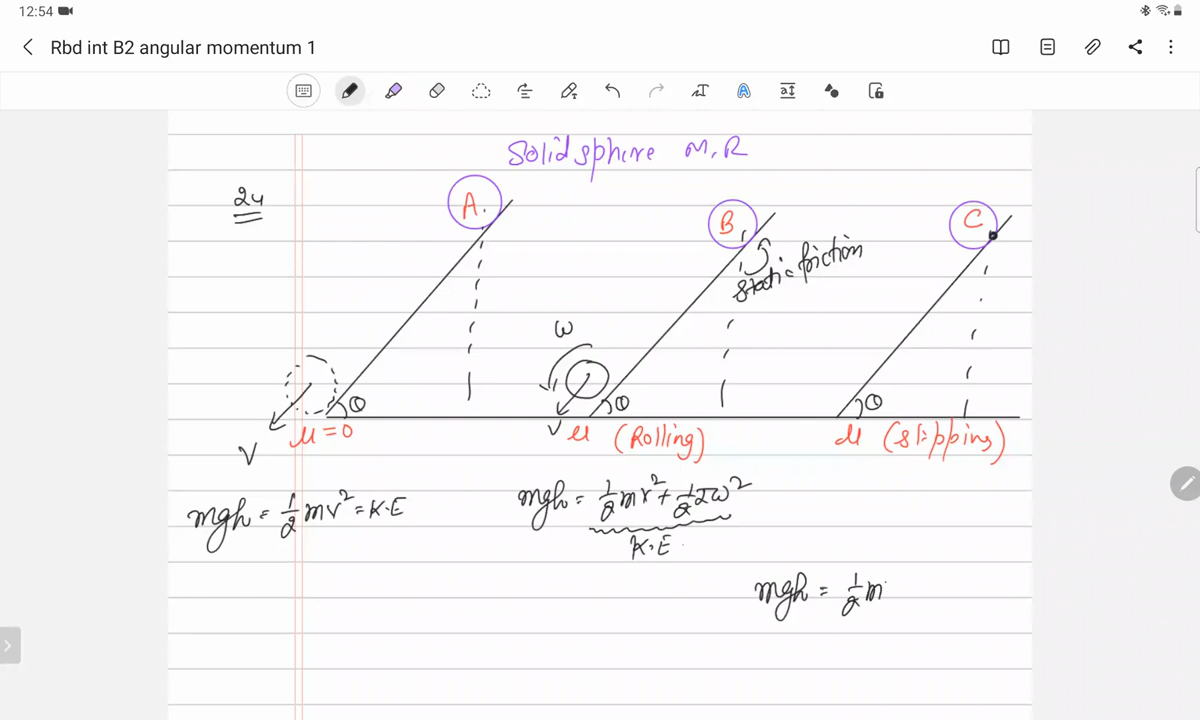 12:54
Rbd int B2 angular momentum 1
Solid sphire M, R
24
A.
B
C
Static friction
ω
θ
θ
θ
V
V
μ = 0
μ (Rolling)
μ (Slipping)
mgh = 1/2 mv² = K.E
mgh = 1/2 mv² + 1/2 Iω²
K.E
mgh = 1/2 m